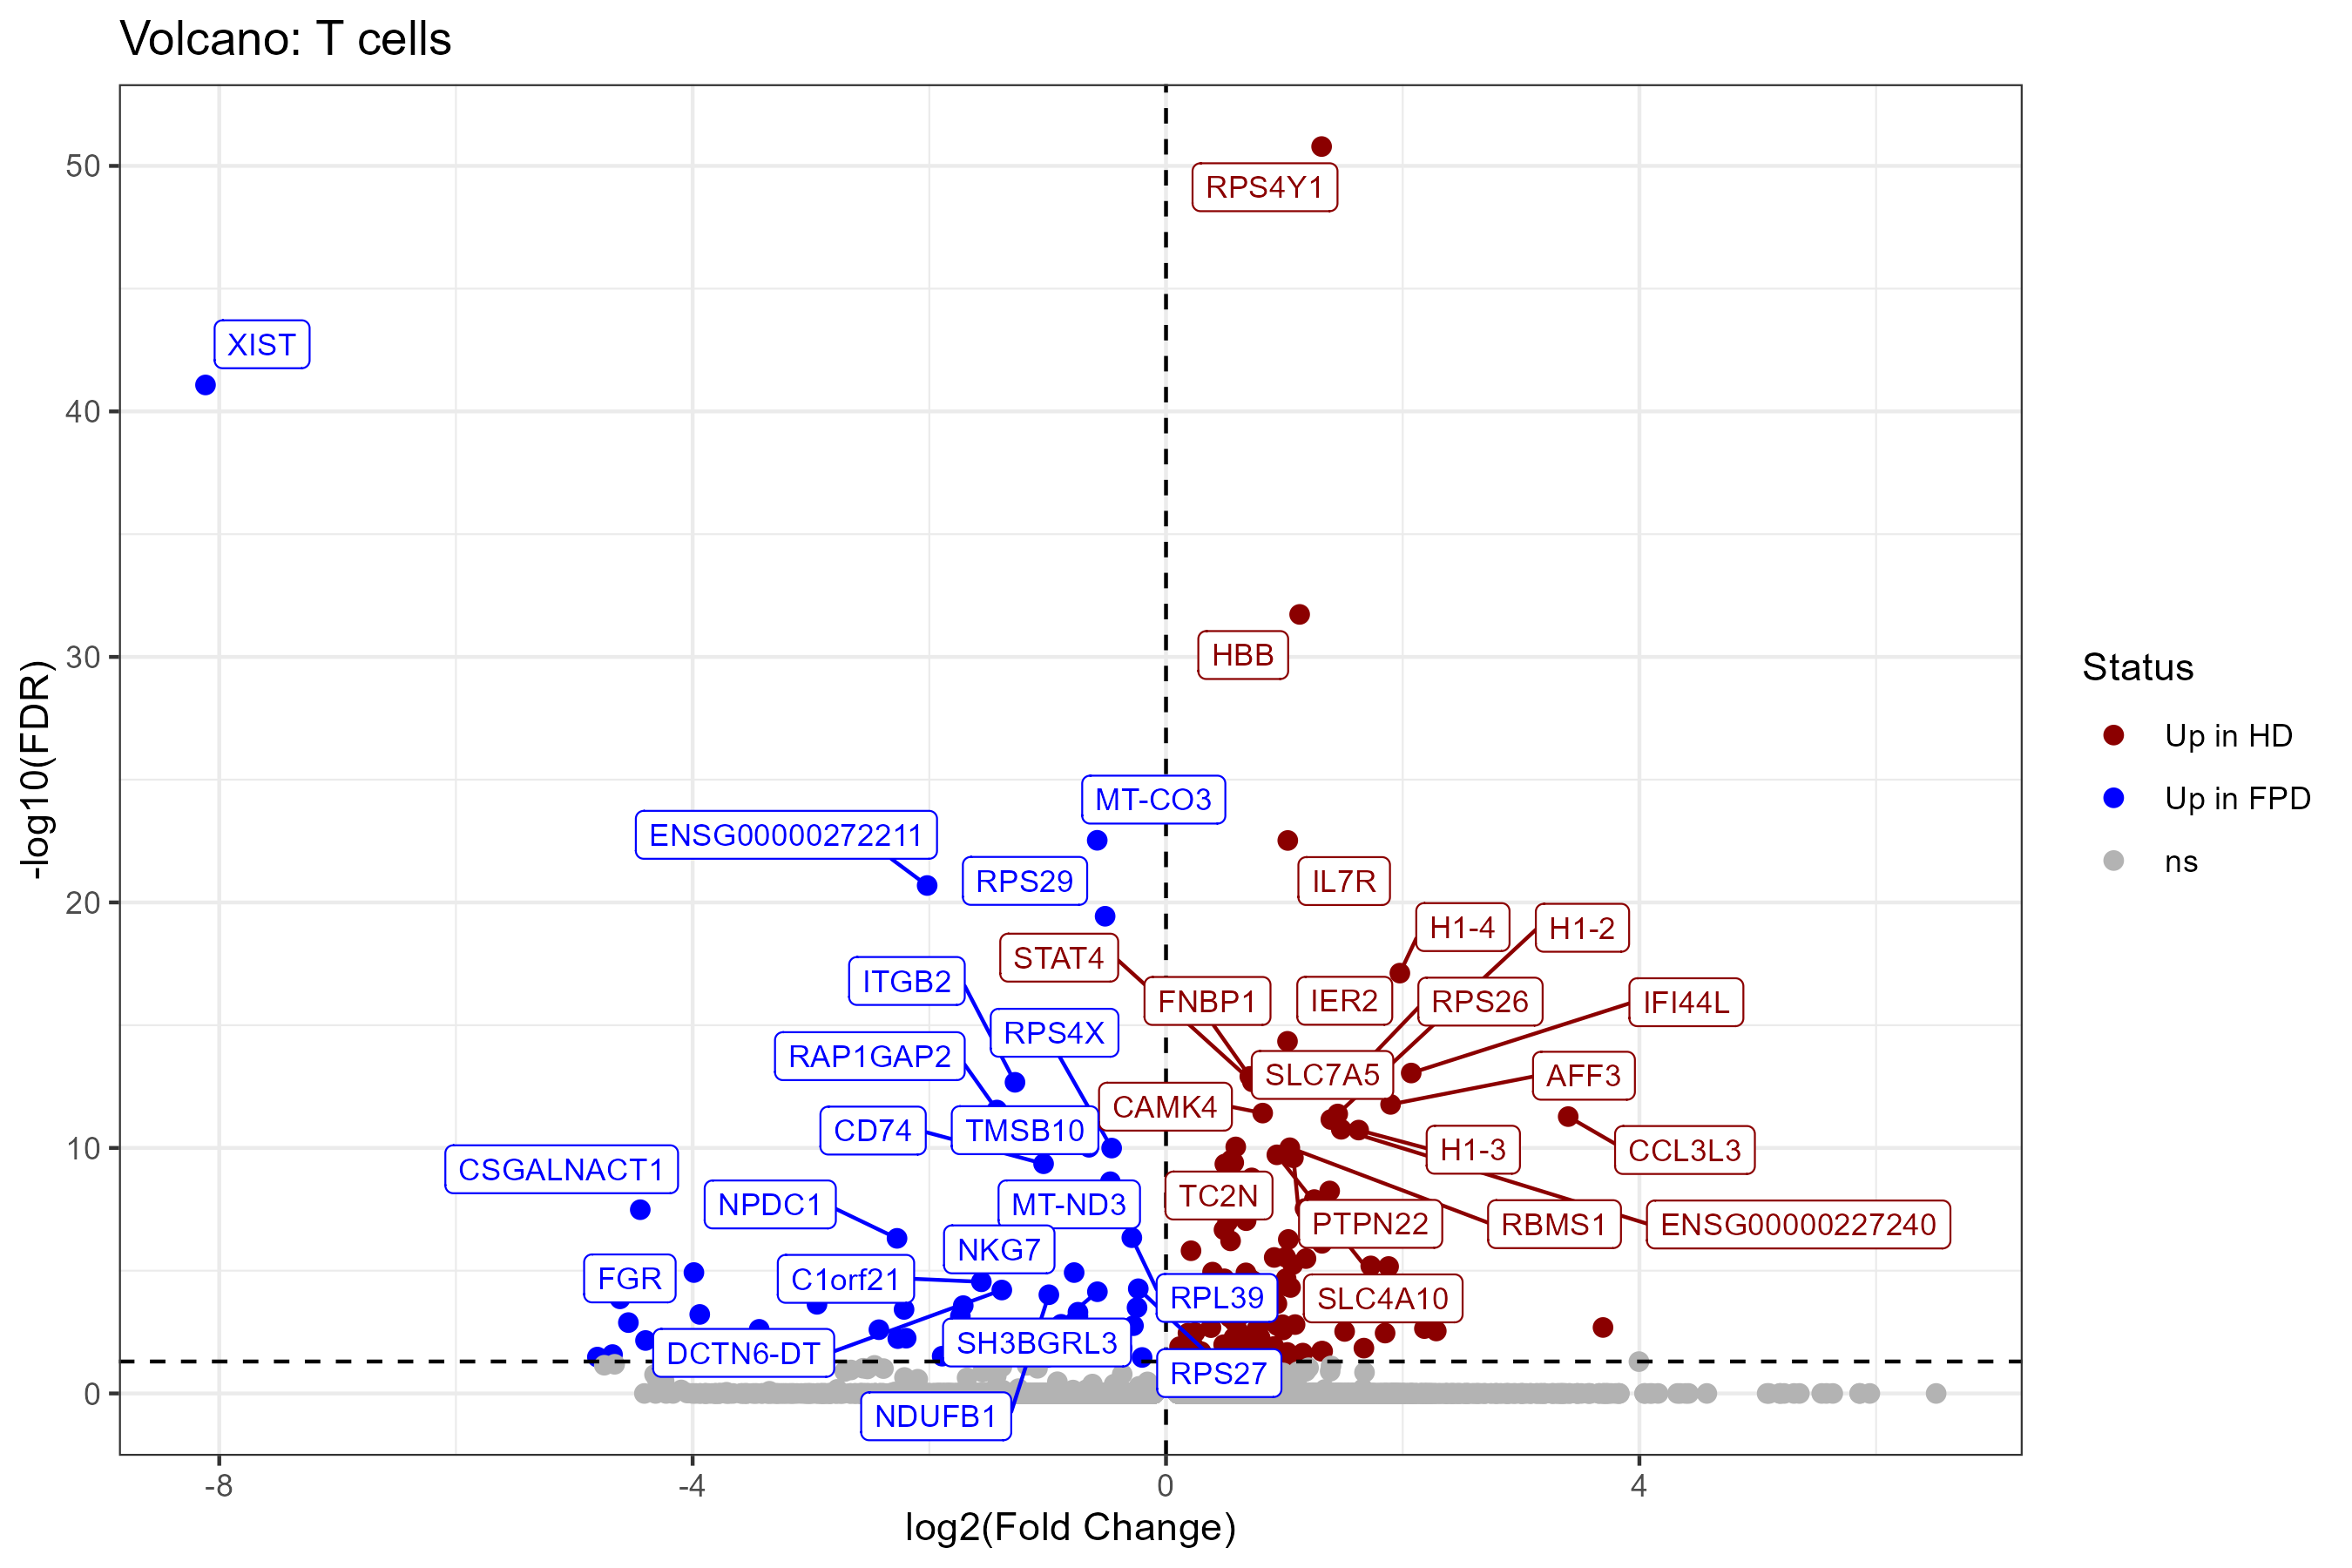 Volcano: T cells
50
40
30
20
10
0
-8
-4
0
4
-log10(FDR)
log2(Fold Change)
RPS4Y1
XIST
HBB
MT-CO3
ENSG00000272211
RPS29
IL7R
STAT4
H1-4
H1-2
ITGB2
FNBP1
IER2
RPS26
IFI44L
RPS4X
RAP1GAP2
SLC7A5
AFF3
CAMK4
CD74
TMSB10
H1-3
CCL3L3
CSGALNACT1
NPDC1
MT-ND3
TC2N
PTPN22
RBMS1
ENSG00000227240
NKG7
FGR
C1orf21
RPL39
SLC4A10
DCTN6-DT
SH3BGRL3
RPS27
NDUFB1
Status
Up in HD
Up in FPD
ns